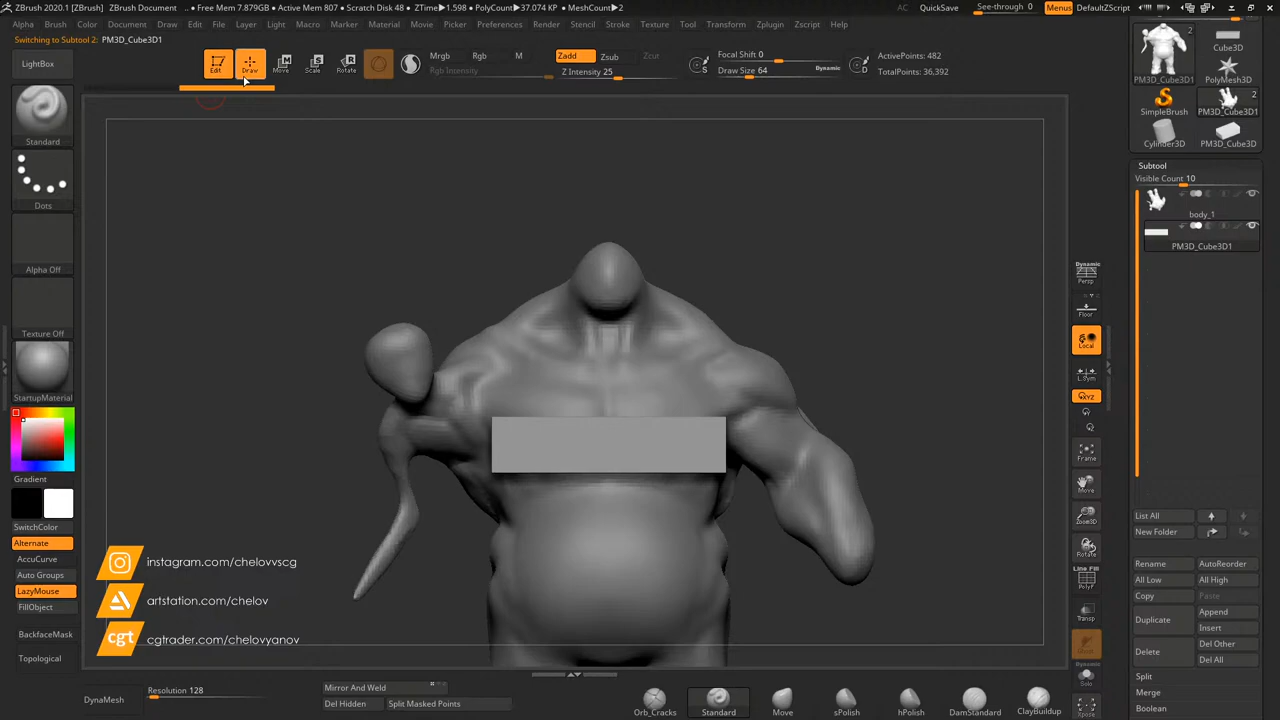 ZBrush 2020.1 [ZBrush] ZBrush Document .. Free Mem 7.879GB ● Active Mem 807 ● Scratch Disk 48 ● ZTime▶1.598 ● PolyCount▶37.074 KP ● MeshCount▶2 AC QuickSave See-through 0 Menus DefaultZScript
Alpha Brush Color Document Draw Edit File Layer Light Macro Marker Material Movie Picker Preferences Render Stencil Stroke Texture Tool Transform Zplugin Zscript Help
Switching to Subtool 2: PM3D_Cube3D1
LightBox
Edit Draw Move Scale Rotate
Mrgb Rgb M
Rgb Intensity
Zadd Zsub Zcut
Z Intensity 25
Focal Shift 0
Draw Size 64 Dynamic
ActivePoints: 482
TotalPoints: 36,392
Standard
Dots
Alpha Off
Texture Off
StartupMaterial
Gradient
SwitchColor
Alternate
AccuCurve
Auto Groups
LazyMouse
FillObject
BackfaceMask
Topological
instagram.com/chelovvscg
artstation.com/chelov
cgt cgtrader.com/chelovyanov
DynaMesh
Resolution 128
Mirror And Weld
Del Hidden Split Masked Points
Orb_Cracks Standard Move sPolish hPolish DamStandard ClayBuildup
Dynamic
Persp
Floor
Local
L.Sym
XYZ
Frame
Move
Zoom3D
Rotate
Line Fill
PolyF
Transp
Dynamic
Solo
Xpose
2
PM3D_Cube3D1
Cube3D
PolyMesh3D
SimpleBrush
2
PM3D_Cube3D1
Cylinder3D PM3D_Cube3D
Subtool
Visible Count 10
body_1
PM3D_Cube3D1
List All
New Folder
Rename AutoReorder
All Low All High
Copy Paste
Duplicate Append
Insert
Delete Del Other
Del All
Split
Merge
Boolean